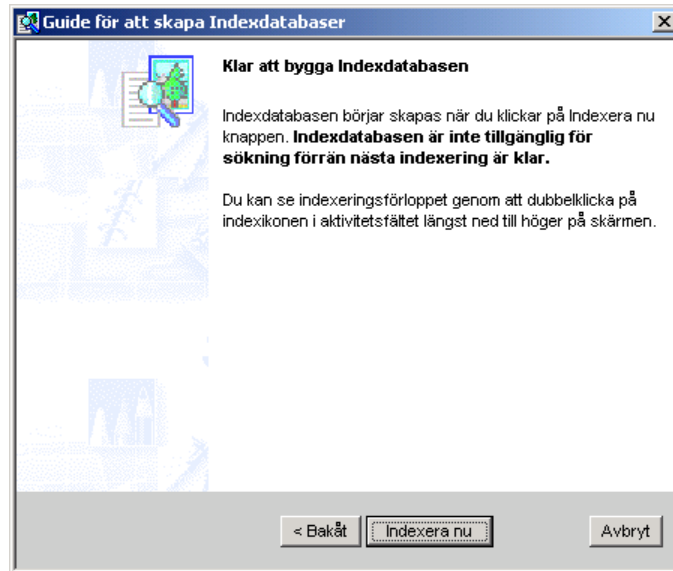 Guide för att skapa Indexdatabaser
Klar att bygga Indexdatabasen
Indexdatabasen börjar skapas när du klickar på Indexera nu
knappen. Indexdatabasen är inte tillgänglig för
sökning förrän nästa indexering är klar.
Du kan se indexeringsförloppet genom att dubbelklicka på
indexikonen i aktivitetsfältet längst ned till höger på skärmen.
< Bakåt Indexera nu Avbryt